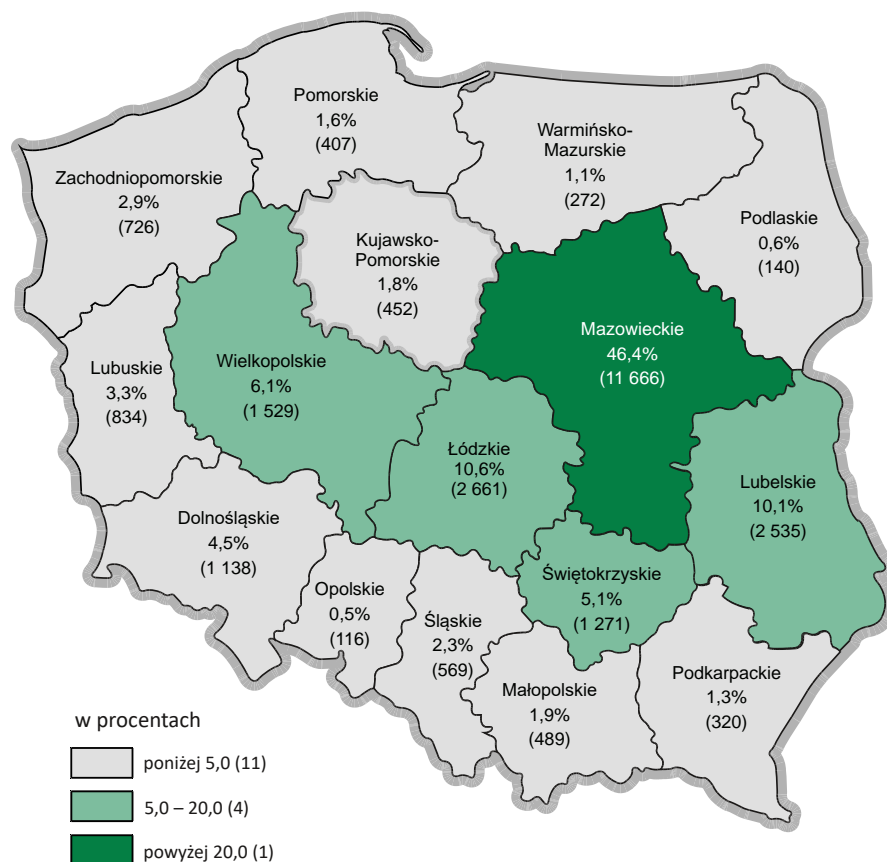 Pomorskie
1,6%
(407)
Warmińsko-
Mazurskie
1,1%
(272)
Zachodniopomorskie
2,9%
(726)
Podlaskie
0,6%
(140)
Kujawsko-
Pomorskie
1,8%
(452)
Mazowieckie
46,4%
(11 666)
Lubuskie
3,3%
(834)
Wielkopolskie
6,1%
(1 529)
Łódzkie
10,6%
(2 661)
Lubelskie
10,1%
(2 535)
Dolnośląskie
4,5%
(1 138)
Opolskie
0,5%
(116)
Śląskie
2,3%
(569)
Świętokrzyskie
5,1%
(1 271)
Małopolskie
1,9%
(489)
Podkarpackie
1,3%
(320)
w procentach
poniżej 5,0 (11)
5,0 – 20,0 (4)
powyżej 20,0 (1)